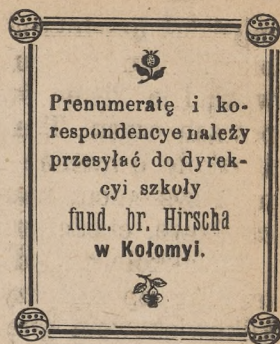 Prenumeratę i ko-
respondencye należy
przesyłać do dyrek-
cyi szkoły
fund. br. Hirscha
w Kołomyi.